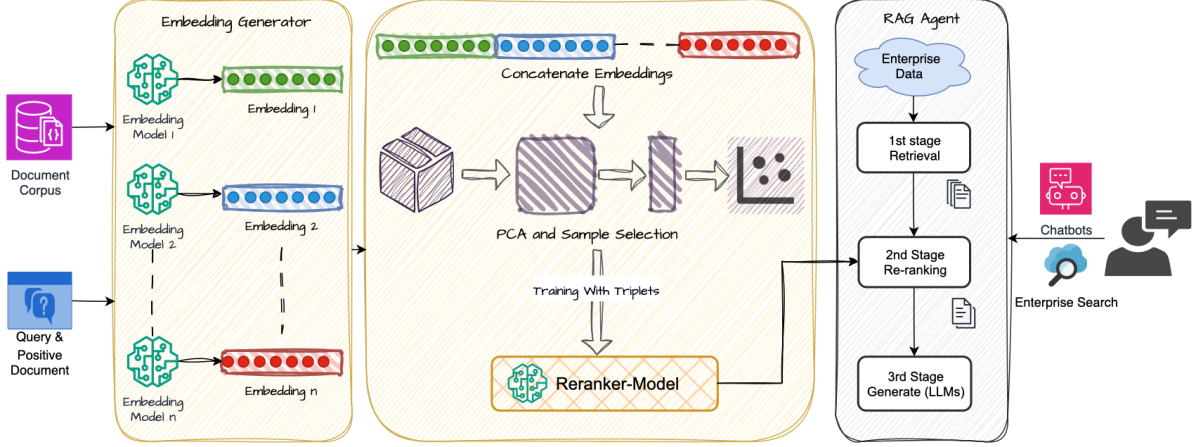 Embedding Generator
Embedding
Model 1
Embedding 1
Embedding
Model 2
Embedding 2
Embedding
Model n
Embedding n
Document
Corpus
Query &
Positive
Document
Concatenate Embeddings
PCA and Sample Selection
Training With Triplets
Reranker-Model
RAG Agent
Enterprise
Data
1st stage
Retrieval
2nd Stage
Re-ranking
3rd Stage
Generate (LLMs)
Chatbots
Enterprise Search